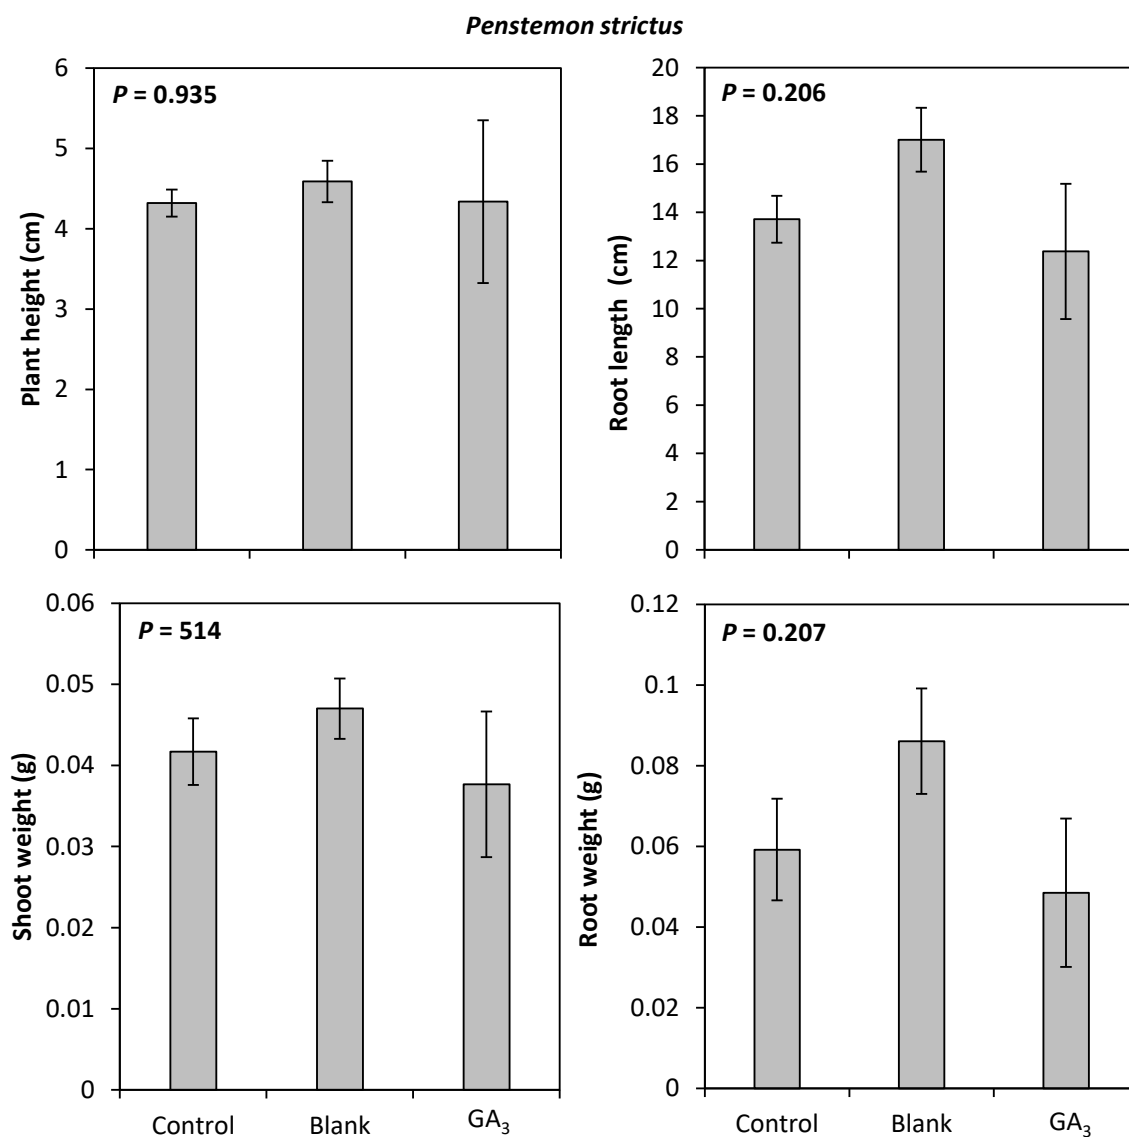 Penstemon strictus
6
5
4
3
2
1
0
Plant height (cm)
P = 0.935
20
18
16
14
12
10
8
6
4
2
0
Root length (cm)
P = 0.206
0.06
0.05
0.04
0.03
0.02
0.01
0
Shoot weight (g)
P = 514
Control Blank GA₃
0.12
0.1
0.08
0.06
0.04
0.02
0
Root weight (g)
P = 0.207
Control Blank GA₃